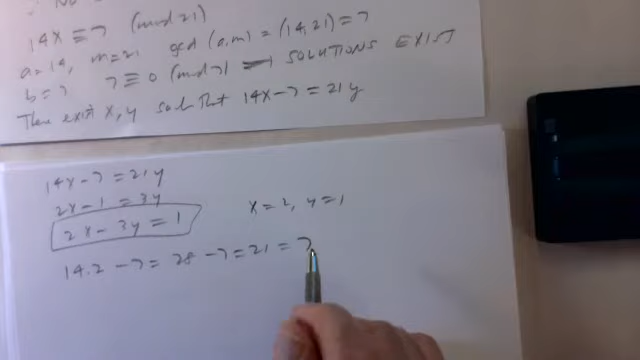 No
14x ≡ 7 (mod 21)
a = 14, m = 21 gcd (a,m) = (14,21) = 7
b = 7 7 ≡ 0 (mod 7) → SOLUTIONS EXIST
There exist x, y such that 14x - 7 = 21y
14x - 7 = 21y
2x - 1 = 3y
2x - 3y = 1
x = 2, y = 1
14.2 - 7 = 28 - 7 = 21 = 7